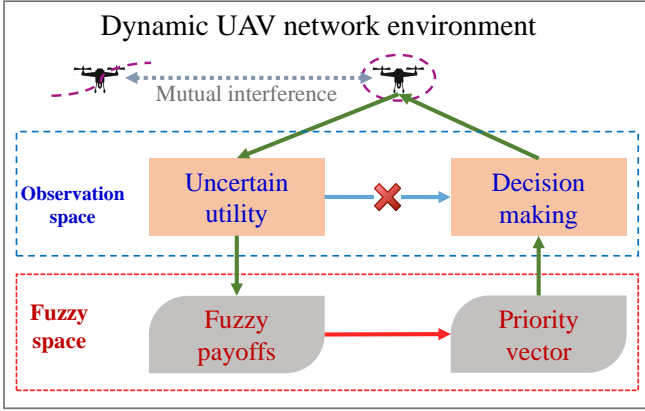 Dynamic UAV network environment
Mutual interference
Observation
space
Uncertain
utility
Decision
making
Fuzzy
space
Fuzzy
payoffs
Priority
vector